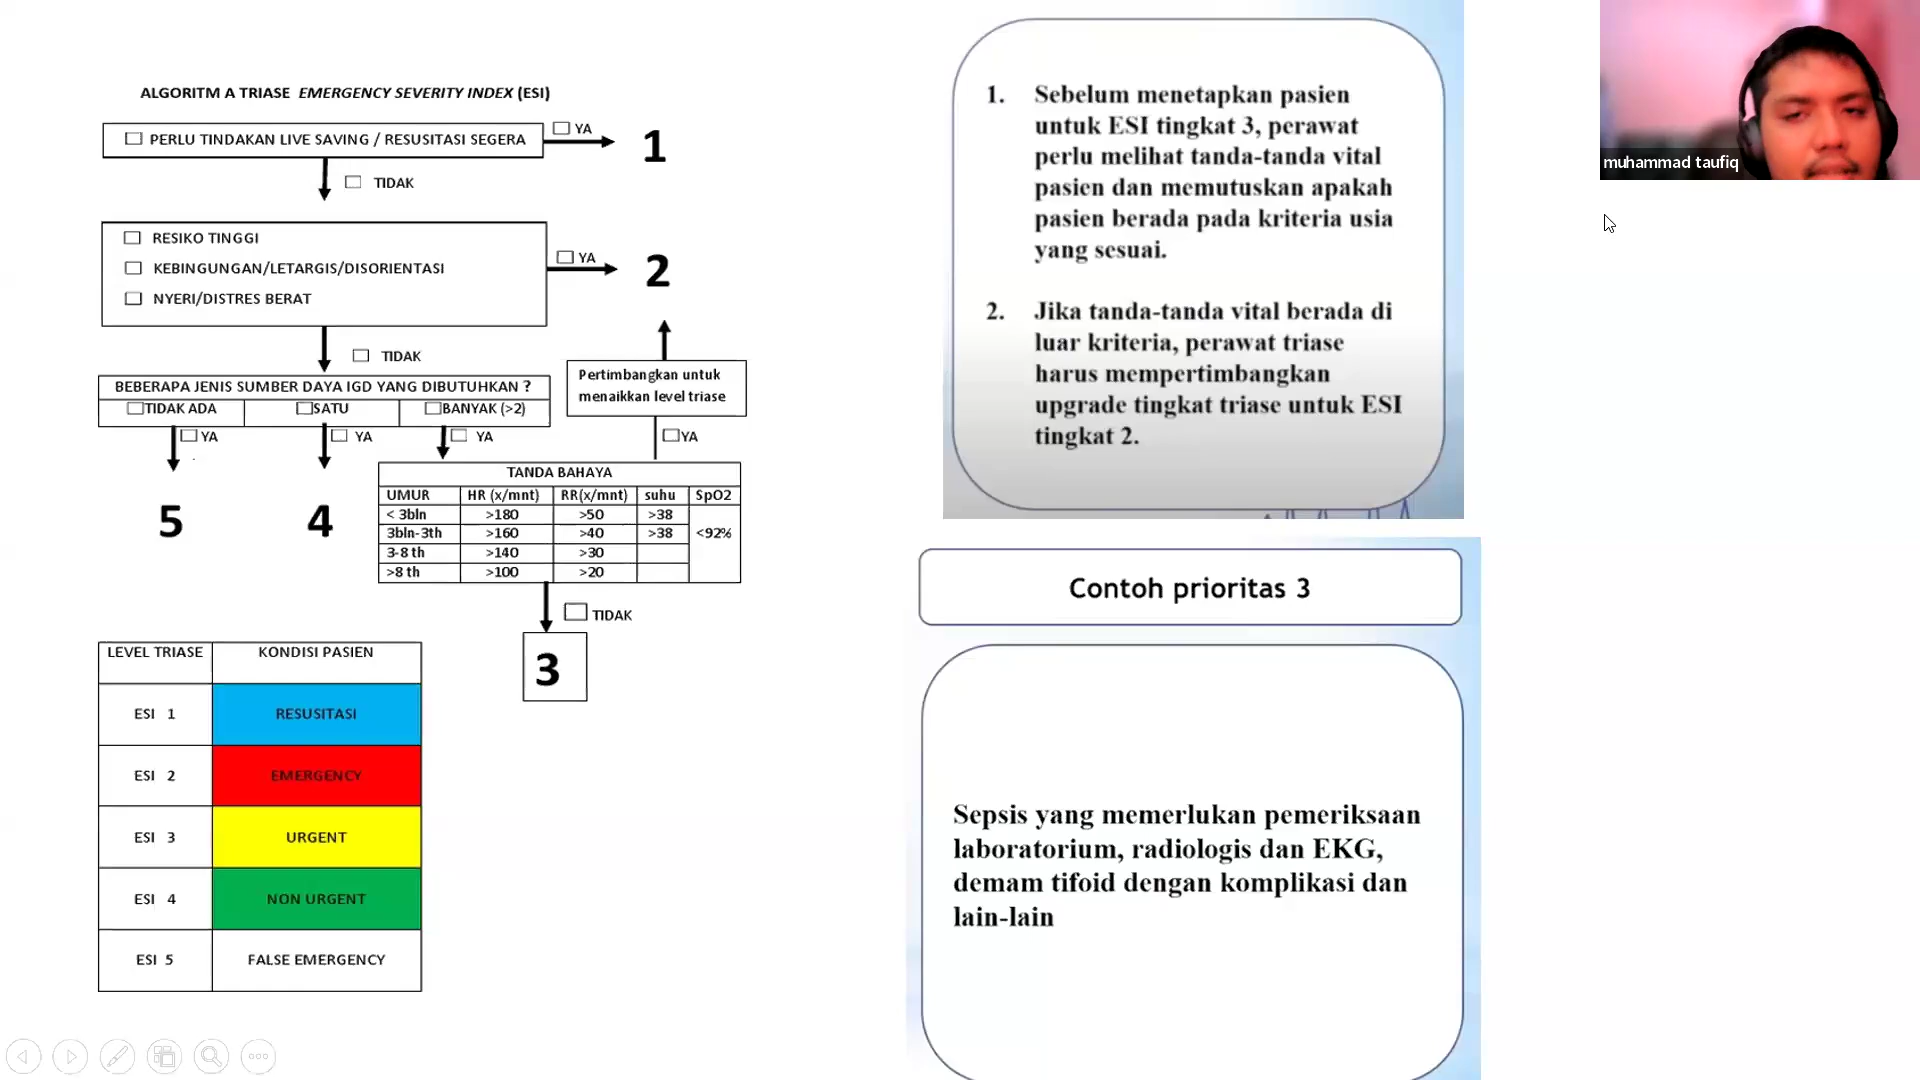 ALGORITM A TRIASE EMERGENCY SEVERITY INDEX (ESI)
PERLU TINDAKAN LIVE SAVING / RESUSITASI SEGERA
YA
1
TIDAK
RESIKO TINGGI
KEBINGUNGAN/LETARGIS/DISORIENTASI
NYERI/DISTRES BERAT
YA
2
TIDAK
BEBERAPA JENIS SUMBER DAYA IGD YANG DIBUTUHKAN ?
TIDAK ADA SATU BANYAK (>2)
YA YA YA
Pertimbangkan untuk
menaikkan level triase
YA
5
4
TANDA BAHAYA
UMUR HR (x/mnt) RR(x/mnt) suhu SpO2
< 3bln >180 >50 >38
3bln-3th >160 >40 >38 <92%
3-8 th >140 >30
>8 th >100 >20
TIDAK
3
LEVEL TRIASE KONDISI PASIEN
ESI 1 RESUSITASI
ESI 2 EMERGENCY
ESI 3 URGENT
ESI 4 NON URGENT
ESI 5 FALSE EMERGENCY
1. Sebelum menetapkan pasien
untuk ESI tingkat 3, perawat
perlu melihat tanda-tanda vital
pasien dan memutuskan apakah
pasien berada pada kriteria usia
yang sesuai.
2. Jika tanda-tanda vital berada di
luar kriteria, perawat triase
harus mempertimbangkan
upgrade tingkat triase untuk ESI
tingkat 2.
Contoh prioritas 3
Sepsis yang memerlukan pemeriksaan
laboratorium, radiologis dan EKG,
demam tifoid dengan komplikasi dan
lain-lain
muhammad taufiq